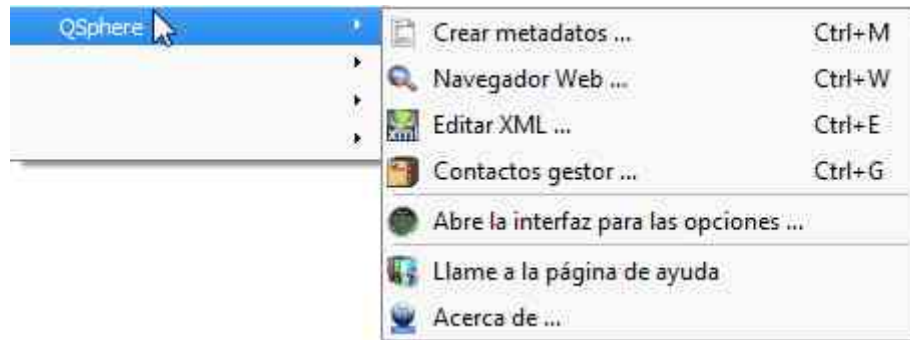 QSphere
Crear metadatos ... Ctrl+M
Navegador Web ... Ctrl+W
Editar XML ... Ctrl+E
Contactos gestor ... Ctrl+G
Abre la interfaz para las opciones ...
Llame a la página de ayuda
Acerca de ...